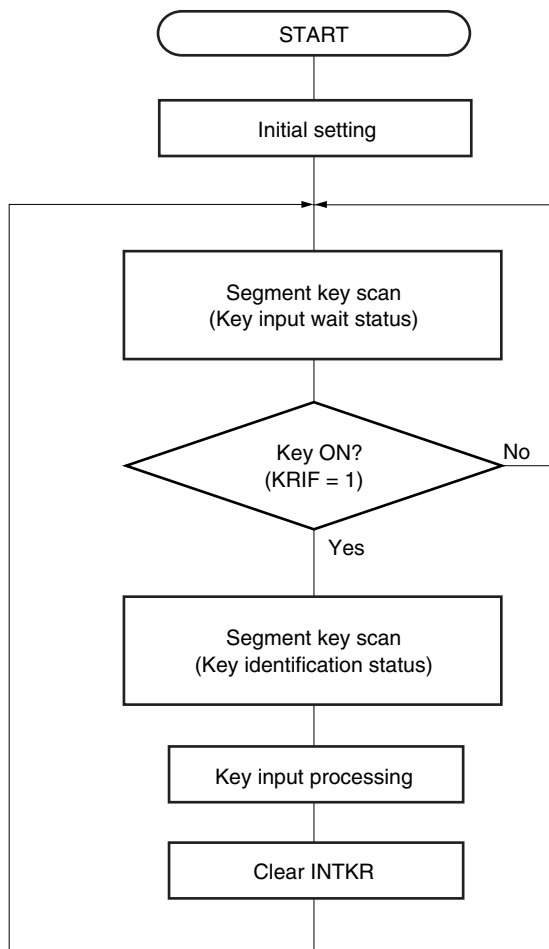 START
Initial setting
Segment key scan
(Key input wait status)
Key ON?
(KRIF = 1)
No
Yes
Segment key scan
(Key identification status)
Key input processing
Clear INTKR